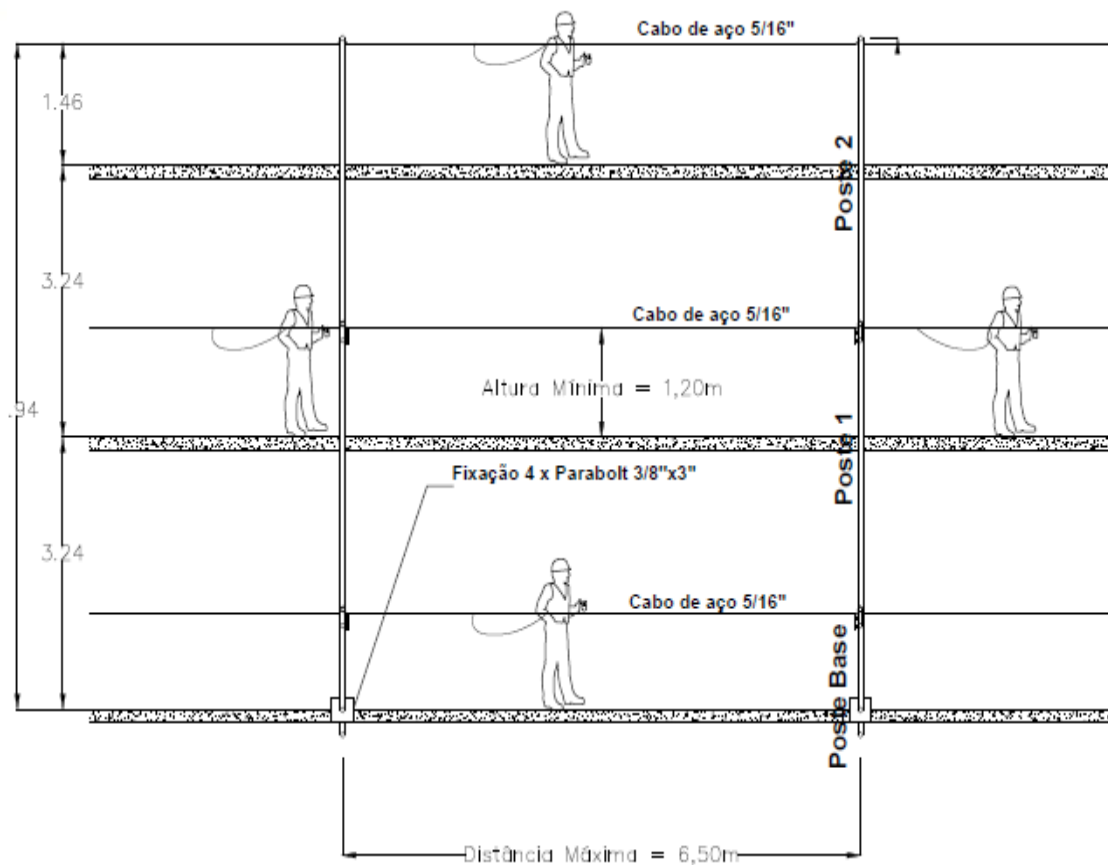 Cabo de aço 5/16"
1.46
Poste 2
3.24
Cabo de aço 5/16"
Altura Mínima = 1,20m
.94
Poste 1
Fixação 4 x Parabolt 3/8"x3"
3.24
Cabo de aço 5/16"
Poste Base
Distância Máxima = 6,50m